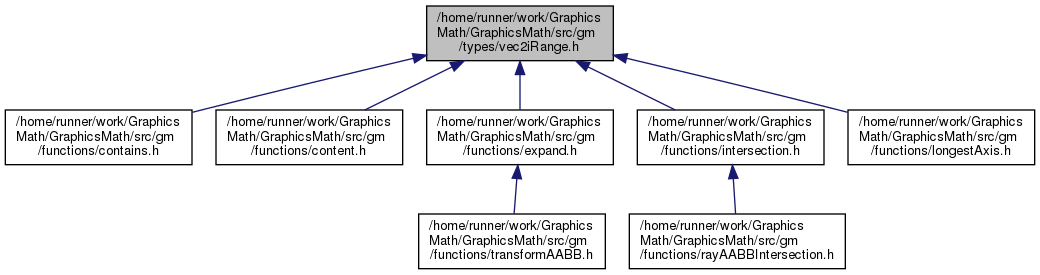 /home/runner/work/Graphics
Math/GraphicsMath/src/gm
/types/vec2iRange.h
/home/runner/work/Graphics
Math/GraphicsMath/src/gm
/functions/contains.h
/home/runner/work/Graphics
Math/GraphicsMath/src/gm
/functions/content.h
/home/runner/work/Graphics
Math/GraphicsMath/src/gm
/functions/expand.h
/home/runner/work/Graphics
Math/GraphicsMath/src/gm
/functions/intersection.h
/home/runner/work/Graphics
Math/GraphicsMath/src/gm
/functions/longestAxis.h
/home/runner/work/Graphics
Math/GraphicsMath/src/gm
/functions/transformAABB.h
/home/runner/work/Graphics
Math/GraphicsMath/src/gm
/functions/rayAABBIntersection.h